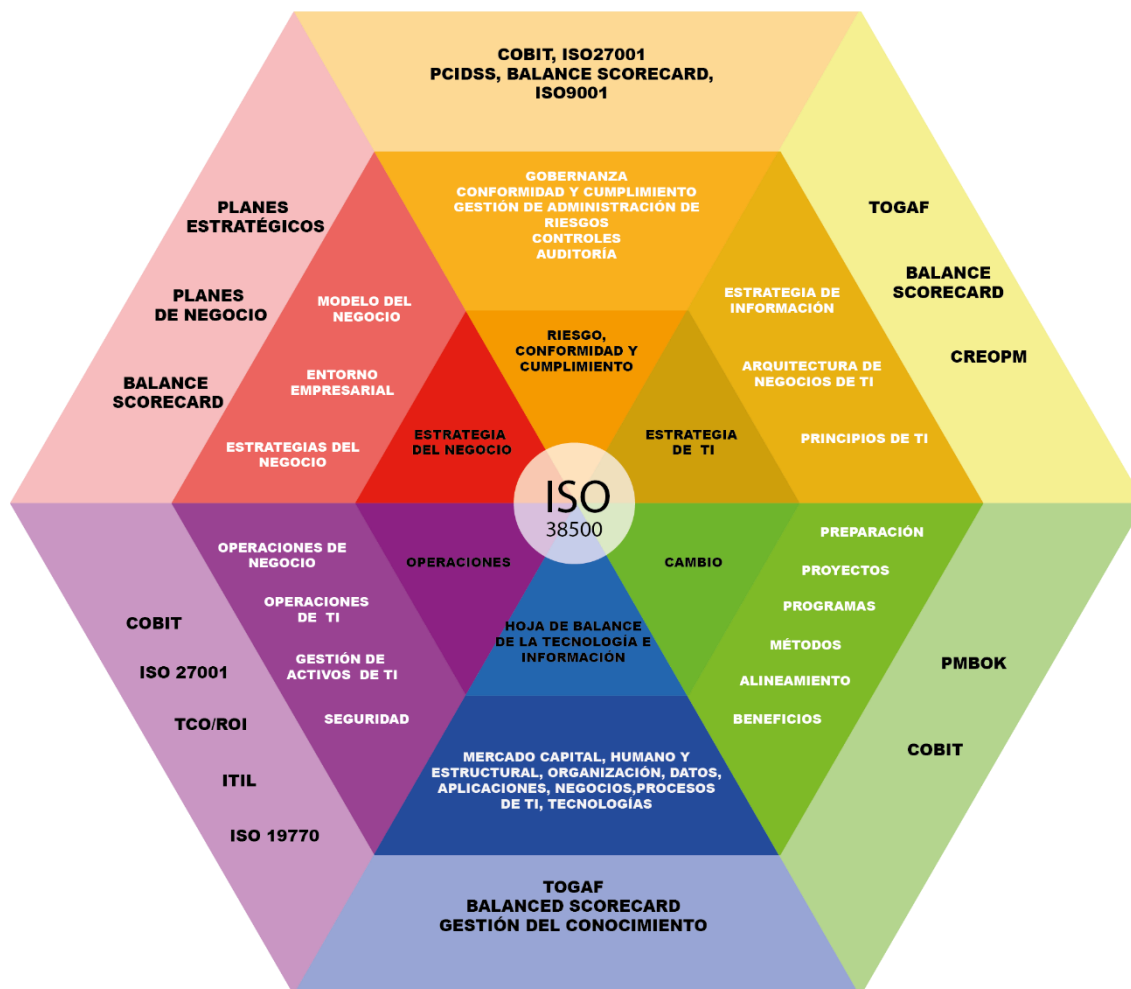 COBIT, ISO27001
PCIDSS, BALANCE SCORECARD,
ISO9001
GOBERNANZA
CONFORMIDAD Y CUMPLIMIENTO
GESTIÓN DE ADMINISTRACIÓN DE
RIESGOS
CONTROLES
AUDITORÍA
RIESGO,
CONFORMIDAD Y
CUMPLIMIENTO
PLANES
ESTRATÉGICOS
PLANES
DE NEGOCIO
BALANCE
SCORECARD
MODELO DEL
NEGOCIO
ENTORNO
EMPRESARIAL
ESTRATEGIAS DEL
NEGOCIO
ESTRATEGIA
DEL NEGOCIO
ESTRATEGIA
DE TI
ESTRATEGIA DE
INFORMACIÓN
ARQUITECTURA DE
NEGOCIOS DE TI
PRINCIPIOS DE TI
TOGAF
BALANCE
SCORECARD
CREOPM
ISO
38500
COBIT
ISO 27001
TCO/ROI
ITIL
ISO 19770
OPERACIONES DE
NEGOCIO
OPERACIONES
DE TI
GESTIÓN DE
ACTIVOS DE TI
SEGURIDAD
OPERACIONES
CAMBIO
PREPARACIÓN
PROYECTOS
PROGRAMAS
MÉTODOS
ALINEAMIENTO
BENEFICIOS
PMBOK
COBIT
HOJA DE BALANCE
DE LA TECNOLOGÍA E
INFORMACIÓN
MERCADO CAPITAL, HUMANO Y
ESTRUCTURAL, ORGANIZACIÓN, DATOS,
APLICACIONES, NEGOCIOS,PROCESOS
DE TI, TECNOLOGÍAS
TOGAF
BALANCED SCORECARD
GESTIÓN DEL CONOCIMIENTO